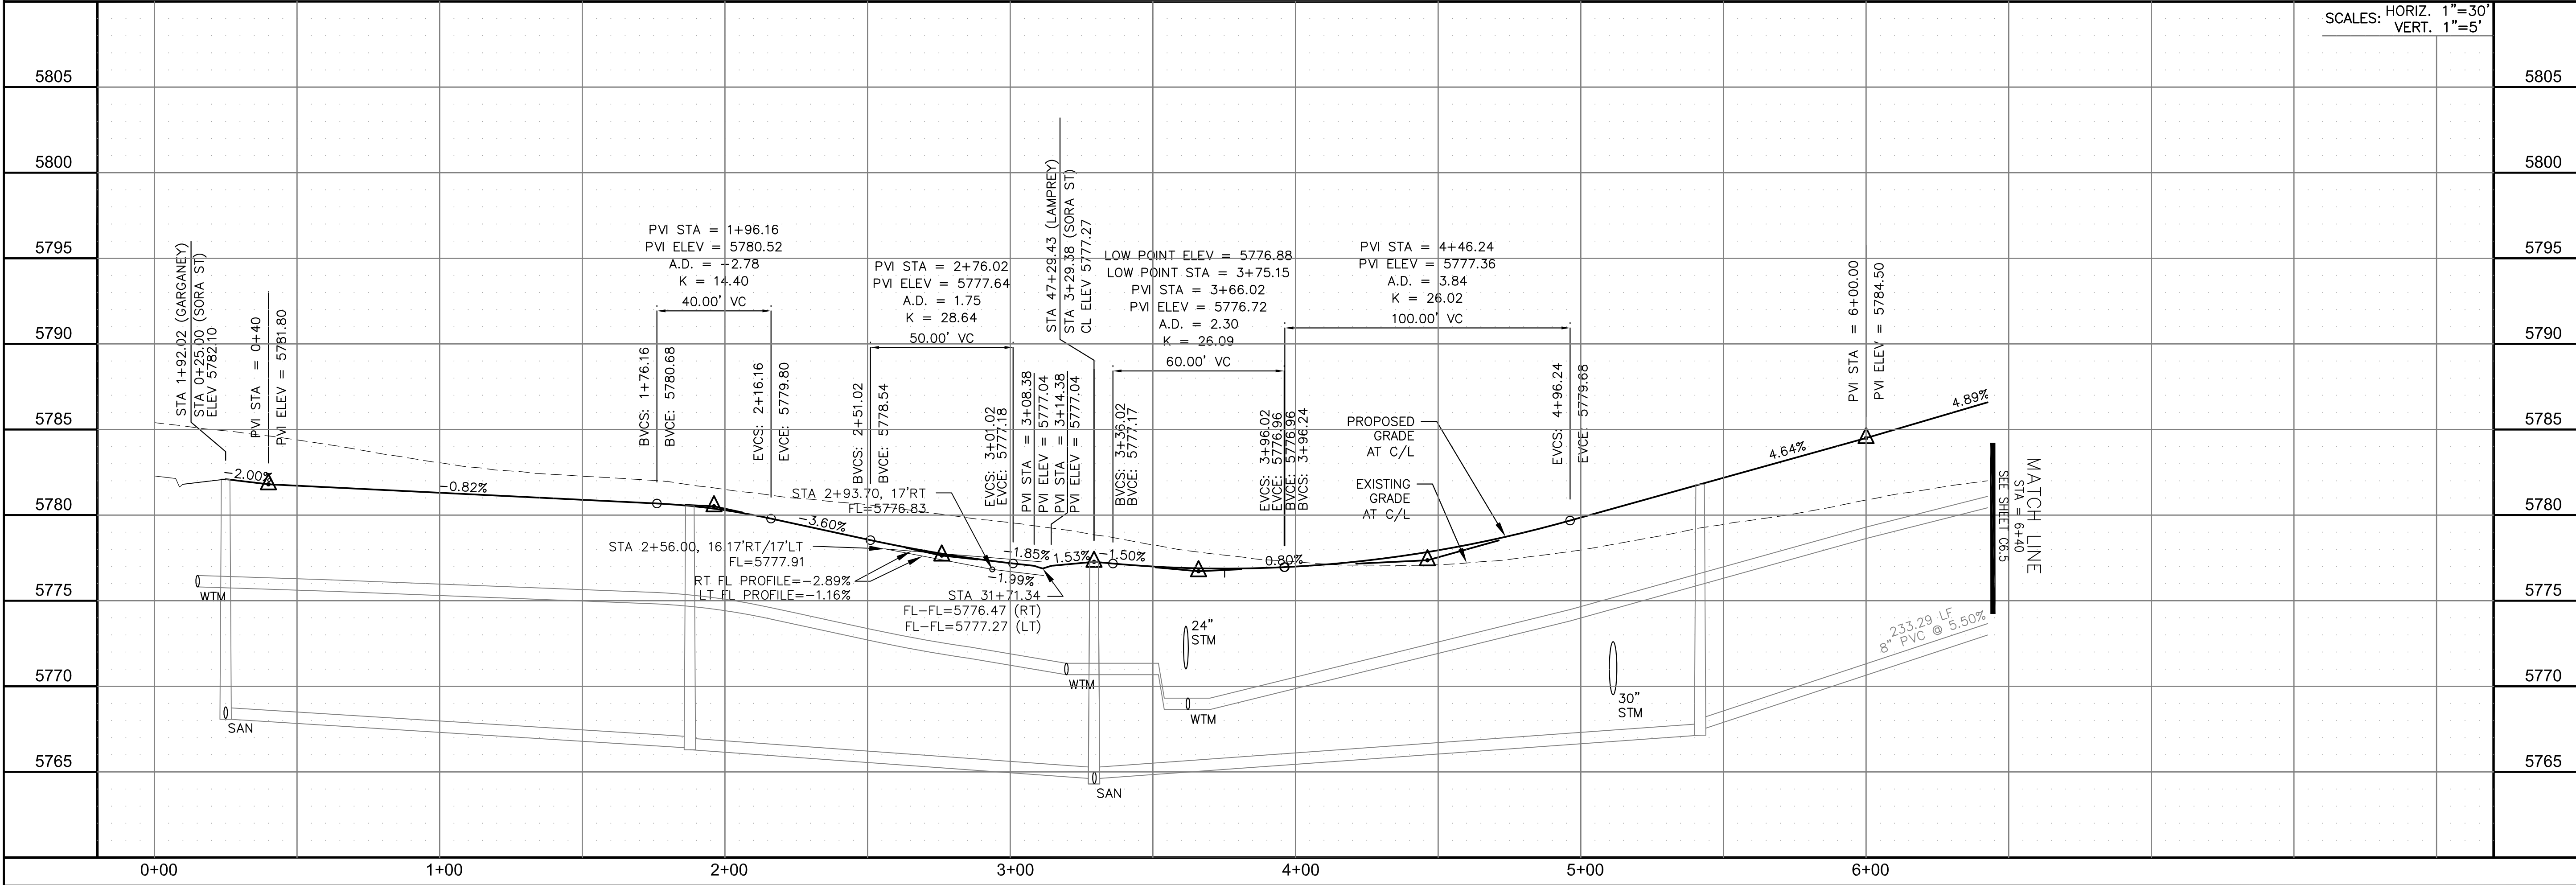 SCALES: HORIZ. 1"=30'
VERT. 1"=5'
5805
5805
5800
5800
5795
5795
5790
5790
5785
5785
5780
5780
5775
5775
5770
5770
5765
5765
STA 1+92.02 (GARGANEY)
STA 0+25.00 (SORA ST)
ELEV 5782.10
PVI STA = 0+40
PVI ELEV = 5781.80
-2.00%
-0.82%
PVI STA = 1+96.16
PVI ELEV = 5780.52
A.D. = -2.78
K = 14.40
40.00' VC
BVCS: 1+76.16
BVCE: 5780.68
EVCS: 2+16.16
EVCE: 5779.80
-3.60%
PVI STA = 2+76.02
PVI ELEV = 5777.64
A.D. = 1.75
K = 28.64
50.00' VC
BVCS: 2+51.02
BVCE: 5778.54
EVCS: 3+01.02
EVCE: 5777.18
STA 2+93.70, 17'RT
FL=5776.83
STA 2+56.00, 16.17'RT/17'LT
FL=5777.91
RT FL PROFILE=-2.89%
LT FL PROFILE=-1.16%
-1.85%
-1.99%
1.53%
-1.50%
STA 31+71.34
FL-FL=5776.47 (RT)
FL-FL=5777.27 (LT)
PVI STA = 3+08.38
PVI ELEV = 5777.04
PVI STA = 3+14.38
PVI ELEV = 5777.04
STA 47+29.43 (LAMPREY)
STA 3+29.38 (SORA ST)
CL ELEV 5777.27
LOW POINT ELEV = 5776.88
LOW POINT STA = 3+75.15
PVI STA = 3+66.02
PVI ELEV = 5776.72
A.D. = 2.30
K = 26.09
60.00' VC
BVCS: 3+36.02
BVCE: 5777.17
EVCS: 3+96.02
EVCE: 5776.96
BVCE: 5776.96
BVCS: 3+96.24
0.80%
PVI STA = 4+46.24
PVI ELEV = 5777.36
A.D. = 3.84
K = 26.02
100.00' VC
PROPOSED
GRADE
AT C/L
EXISTING
GRADE
AT C/L
EVCS: 4+96.24
EVCE: 5779.68
4.64%
PVI STA = 6+00.00
PVI ELEV = 5784.50
4.89%
MATCH LINE
STA = 6+40
SEE SHEET C6.5
233.29 LF
8" PVC @ 5.50%
WTM
SAN
WTM
24"
STM
WTM
SAN
30"
STM
0+00
1+00
2+00
3+00
4+00
5+00
6+00